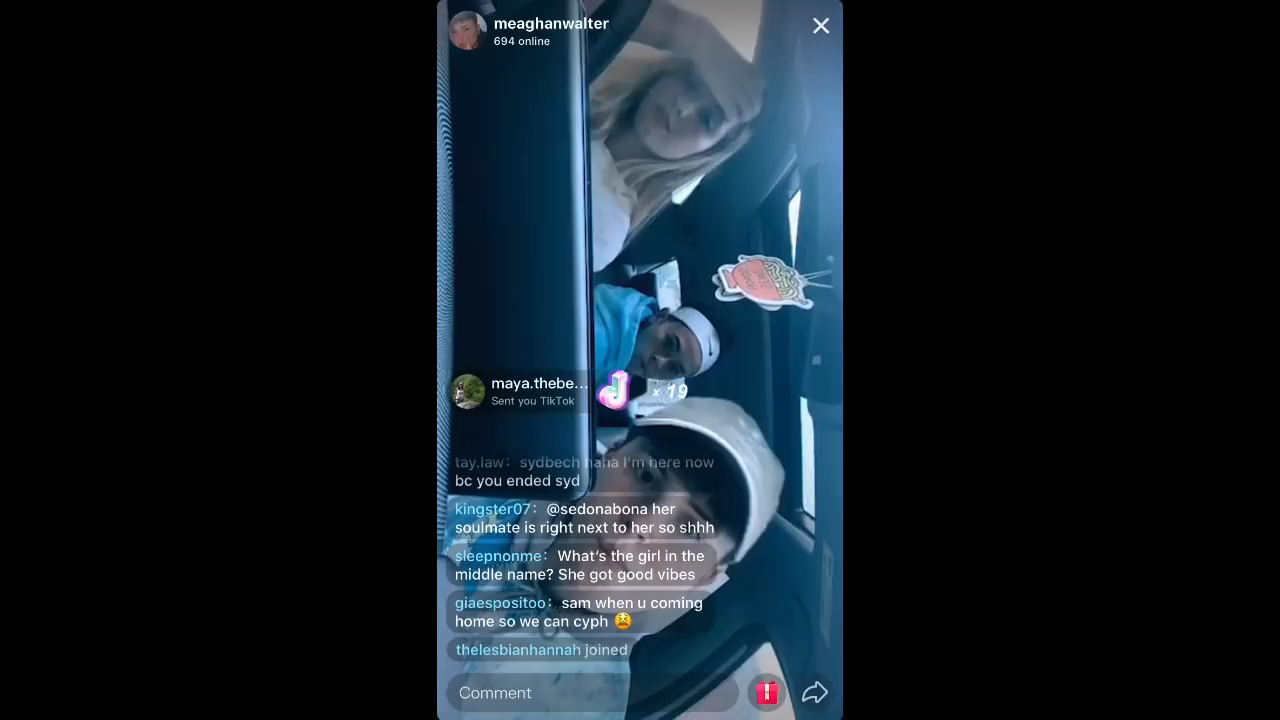 meaghanwalter
694 online
maya.thebe...
Sent you TikTok
x 19
tay.law: sydbech haha I'm here now
bc you ended syd
kingster07: @sedonabona her
soulmate is right next to her so shhh
sleepnonme: What's the girl in the
middle name? She got good vibes
giaespositoo: sam when u coming
home so we can cyph 😫
thelesbianhannah joined
Comment